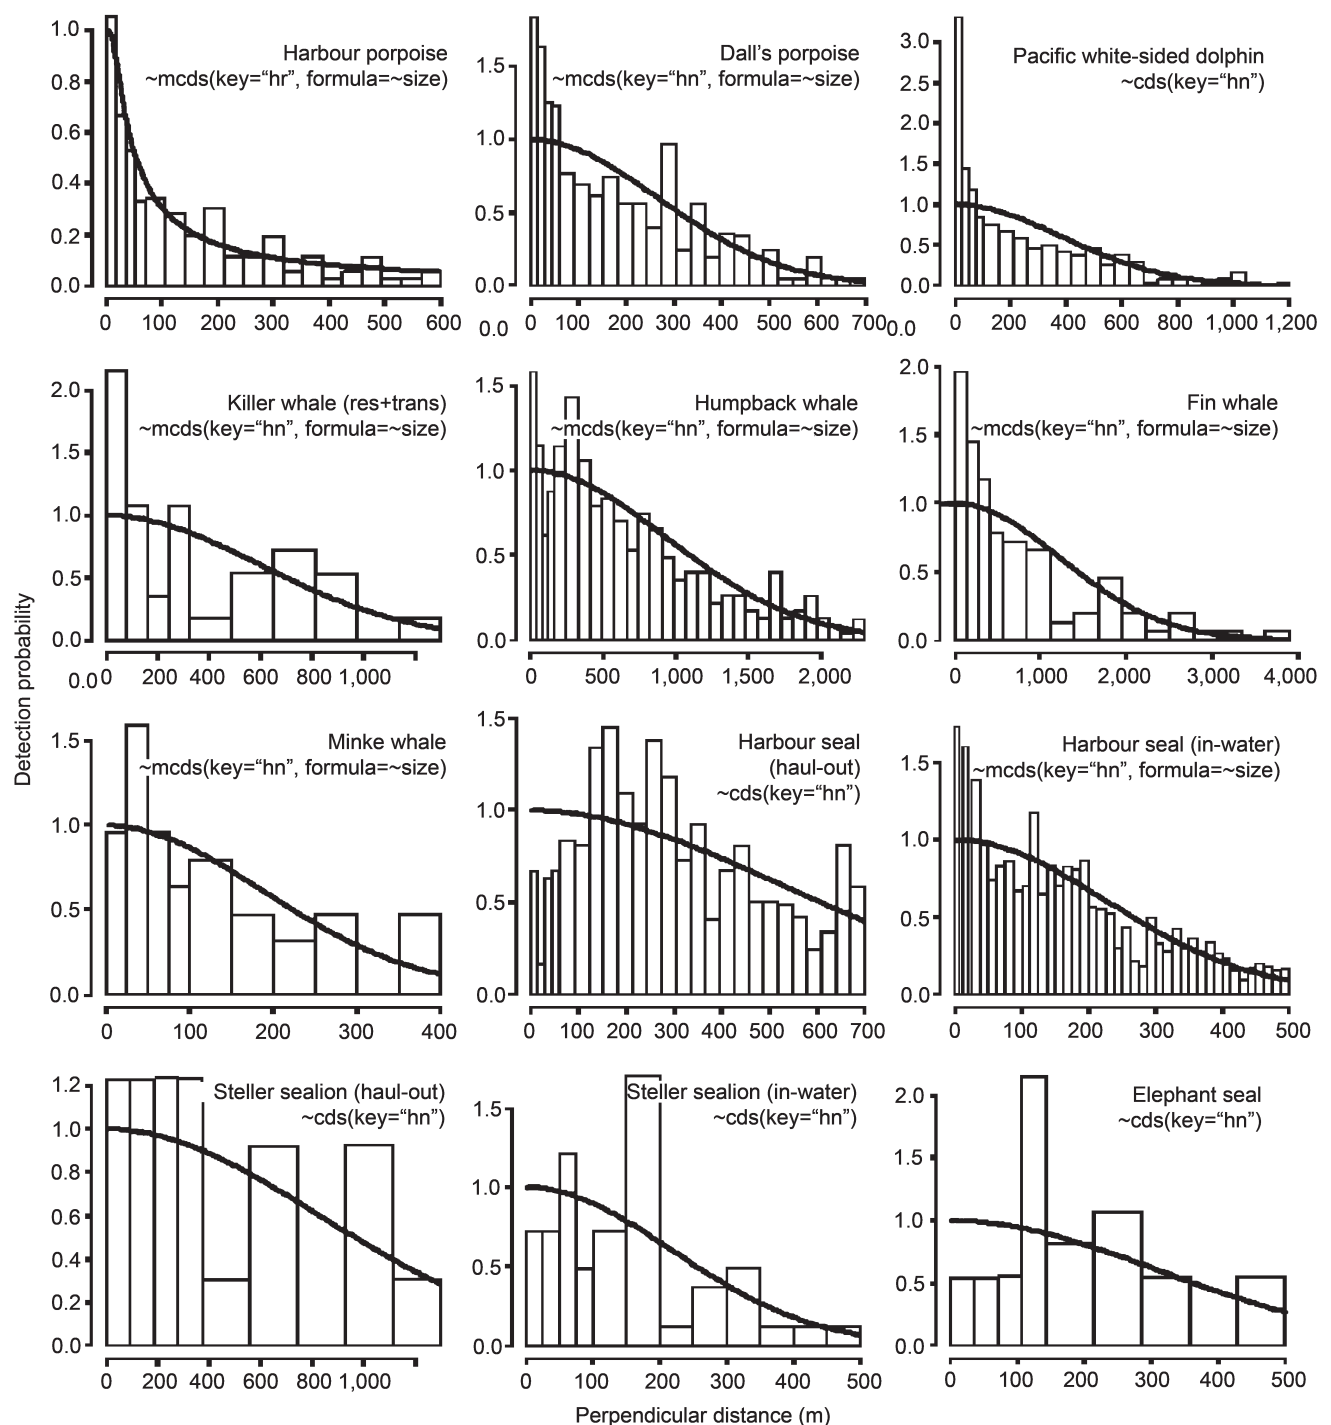 Harbour porpoise
~mcds(key=“hr”, formula=~size)
1.0
0.8
0.6
0.4
0.2
0.0
0 100 200 300 400 500 600
Dall’s porpoise
~mcds(key=“hn”, formula=~size)
1.5
1.0
0.5
0.0
0.0
0 100 200 300 400 500 600 700
Pacific white-sided dolphin
~cds(key=“hn”)
3.0
2.5
2.0
1.5
1.0
0.5
0.0
0.0
0 200 400 600 800 1,000 1,200
Killer whale (res+trans)
~mcds(key=“hn”, formula=~size)
2.0
1.5
1.0
0.5
0.0
0.0
0 200 400 600 800 1,000
Humpback whale
~mcds(key=“hn”, formula=~size)
1.5
1.0
0.5
0.0
0 500 1,000 1,500 2,000
Fin whale
~mcds(key=“hn”, formula=~size)
2.0
1.5
1.0
0.5
0.0
0 1,000 2,000 3,000 4,000
Detection probability
Minke whale
~mcds(key=“hn”, formula=~size)
1.5
1.0
0.5
0.0
0 100 200 300 400
Harbour seal
(haul-out)
~cds(key=“hn”)
1.5
1.0
0.5
0.0
0 100 200 300 400 500 600 700
Harbour seal (in-water)
~mcds(key=“hn”, formula=~size)
1.5
1.0
0.5
0.0
0 100 200 300 400 500
Steller sealion (haul-out)
~cds(key=“hn”)
1.2
1.0
0.8
0.6
0.4
0.2
0.0
0 200 400 600 800 1,000
Steller sealion (in-water)
~cds(key=“hn”)
1.5
1.0
0.5
0.0
0 100 200 300 400 500
Elephant seal
~cds(key=“hn”)
2.0
1.5
1.0
0.5
0.0
0 100 200 300 400 500
Perpendicular distance (m)